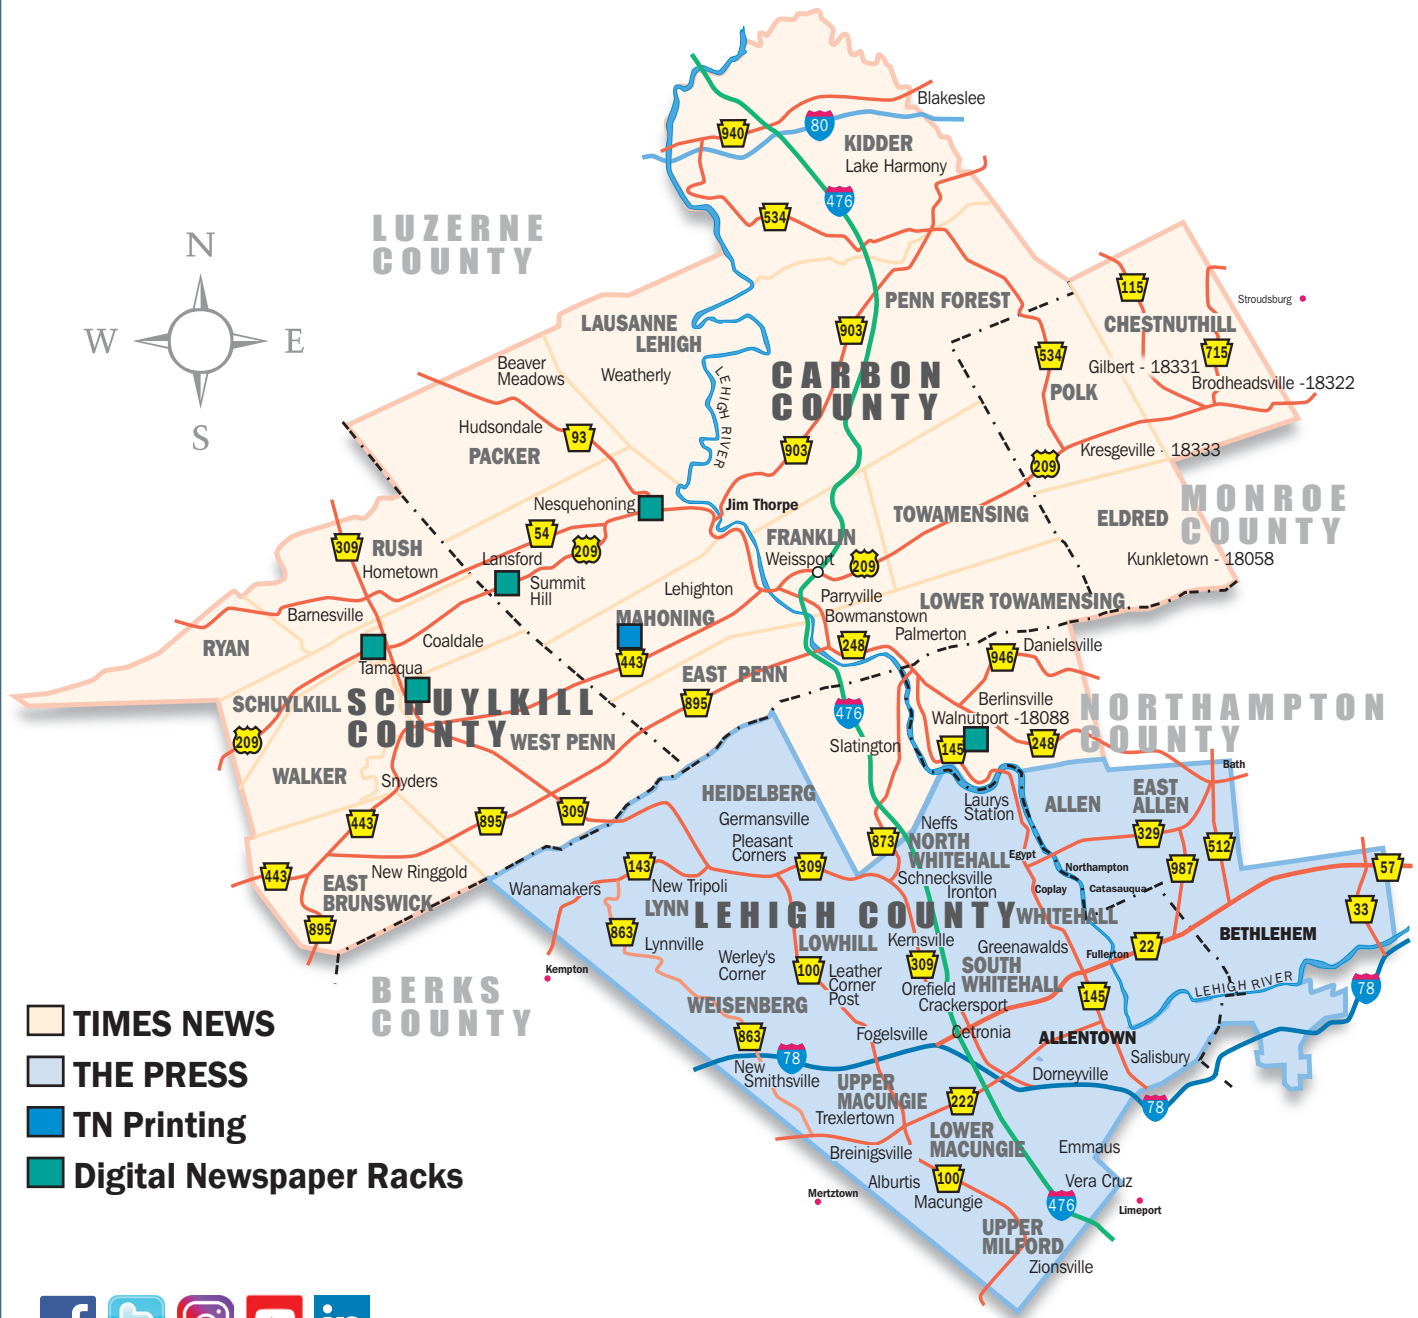 Blakeslee
940
80
KIDDER
Lake Harmony
476
534
LUZERNE
COUNTY
N
W
E
S
115
Stroudsburg
PENN FOREST
CHESTNUTHILL
LAUSANNE
LEHIGH
903
534
715
Beaver
Meadows
Weatherly
Gilbert - 18331
Brodheadsville -18322
CARBON
COUNTY
POLK
LEHIGH RIVER
Hudsondale
93
PACKER
903
209
Kresgeville - 18333
Nesquehoning
Jim Thorpe
TOWAMENSING
ELDRED
MONROE
COUNTY
309
RUSH
Hometown
54
209
Lansford
Summit
Hill
FRANKLIN
Weissport
209
Kunkletown - 18058
Lehighton
Parryville
LOWER TOWAMENSING
Barnesville
MAHONING
Bowmanstown
Palmerton
RYAN
Coaldale
Tamaqua
443
248
946
Danielsville
EAST PENN
SCHUYLKILL
SCHUYLKILL
COUNTY
895
476
Berlinsville
Walnutport -18088
NORTHAMPTON
COUNTY
209
WEST PENN
Slatington
145
248
Bath
WALKER
Snyders
HEIDELBERG
Germansville
Pleasant
Corners
Laurys
Station
ALLEN
EAST
ALLEN
443
895
309
Neffs
NORTH
WHITEHALL
873
Egypt
329
512
443
New Ringgold
EAST
BRUNSWICK
Wanamakers
143
New Tripoli
309
Schnecksville
Ironton
Northampton
987
57
Coplay
Catasauqua
LYNN
LEHIGH COUNTY
WHITEHALL
33
895
863
Lynnville
LOWHILL
Kernsville
Greenawalds
Fullerton
22
BETHLEHEM
Werley's
Corner
100
Leather
Corner
Post
309
Orefield
SOUTH
WHITEHALL
Crackersport
LEHIGH RIVER
78
Kempton
BERKS
COUNTY
WEISENBERG
145
863
78
Fogelsville
Cetronia
ALLENTOWN
Salisbury
New
Smithsville
Dorneyville
UPPER
MACUNGIE
222
78
Trexlertown
LOWER
MACUNGIE
Emmaus
Breinigsville
Alburtis
100
Macungie
Vera Cruz
476
Limeport
Mertztown
UPPER
MILFORD
Zionsville
TIMES NEWS
THE PRESS
TN Printing
Digital Newspaper Racks